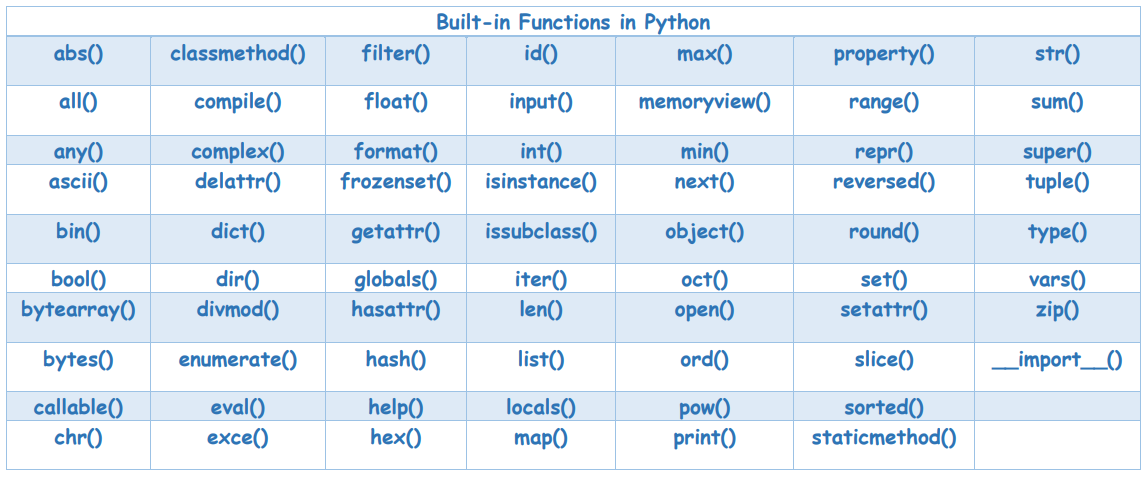 Built-in Functions in Python
abs() classmethod() filter() id() max() property() str()
all() compile() float() input() memoryview() range() sum()
any() complex() format() int() min() repr() super()
ascii() delattr() frozenset() isinstance() next() reversed() tuple()
bin() dict() getattr() issubclass() object() round() type()
bool() dir() globals() iter() oct() set() vars()
bytearray() divmod() hasattr() len() open() setattr() zip()
bytes() enumerate() hash() list() ord() slice() __import__()
callable() eval() help() locals() pow() sorted()
chr() exce() hex() map() print() staticmethod()